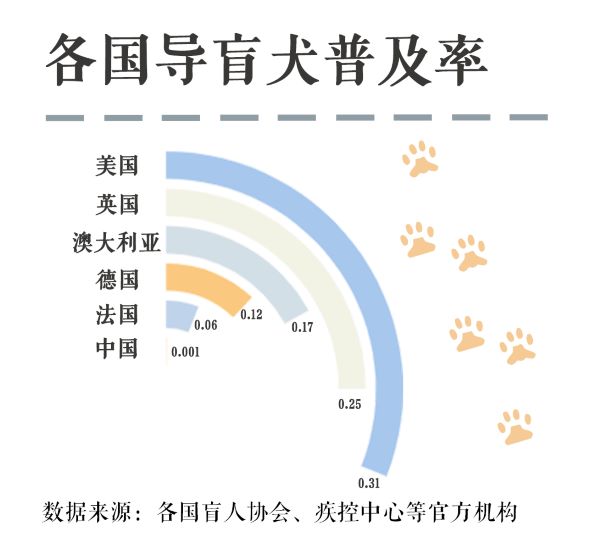 各国导盲犬普及率
美国
英国
澳大利亚
德国
法国
中国
0.31
0.25
0.17
0.12
0.06
0.001
数据来源：各国盲人协会、疾控中心等官方机构